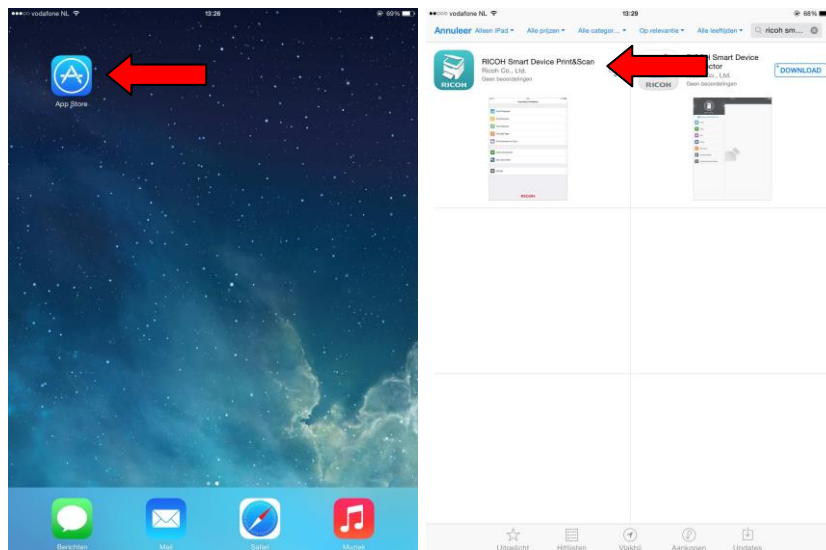 vodafone NL
13:26
69%
App Store
Berichten
Mail
Safari
Muziek
vodafone NL
13:29
68%
Annuleer
Alleen iPad
Alle prijzen
Alle categor...
Op relevantie
Alle leeftijden
ricoh sm...
RICOH
RICOH Smart Device Print&Scan
Ricoh Co., Ltd.
Geen beoordelingen
RICOH
RICOH
H Smart Device
ctor
Co., Ltd.
Geen beoordelingen
DOWNLOAD
Uitgelicht
Hitlijsten
Vlakbij
Aankopen
Updates